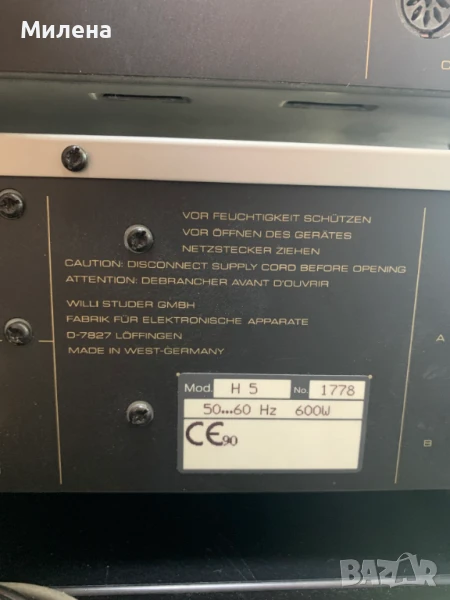 Милена
VOR FEUCHTIGKEIT SCHÜTZEN
VOR ÖFFNEN DES GERÄTES
NETZSTECKER ZIEHEN
CAUTION: DISCONNECT SUPPLY CORD BEFORE OPENING
ATTENTION: DEBRANCHER AVANT D'OUVRIR
WILLI STUDER GMBH
FABRIK FÜR ELEKTRONISCHE APPARATE
D-7827 LÖFFINGEN
MADE IN WEST-GERMANY
A
Mod. H 5 No. 1778
50...60 Hz 600W
CE90
B
BAZAR.bg